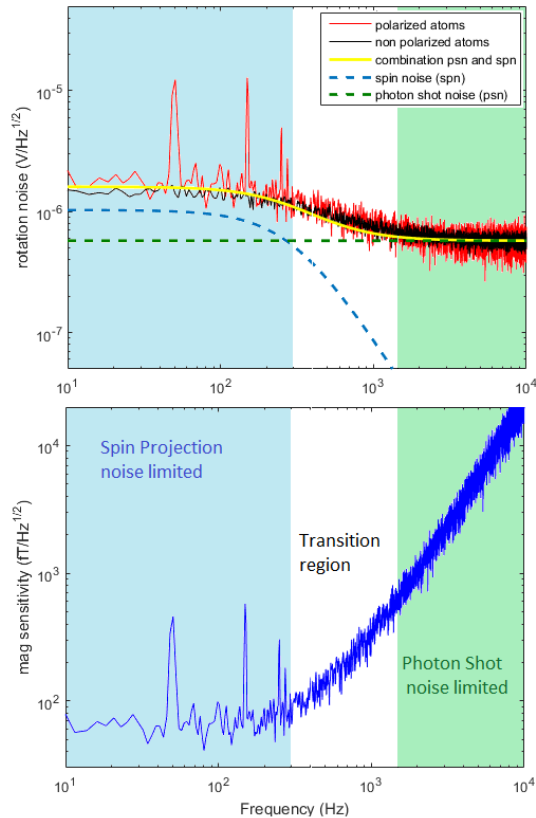 polarized atoms
non polarized atoms
combination psn and spn
spin noise (spn)
photon shot noise (psn)
rotation noise (V/Hz^1/2)
10^-5
10^-6
10^-7
10^1 10^2 10^3 10^4
Spin Projection
noise limited
Transition
region
Photon Shot
noise limited
mag sensitivity (fT/Hz^1/2)
10^4
10^3
10^2
10^1 10^2 10^3 10^4
Frequency (Hz)